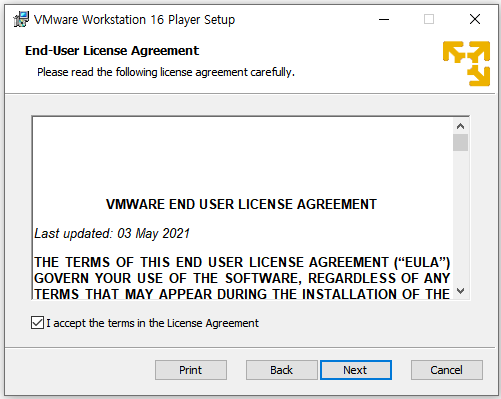 VMware Workstation 16 Player Setup
End-User License Agreement
Please read the following license agreement carefully.
VMWARE END USER LICENSE AGREEMENT
Last updated: 03 May 2021
THE TERMS OF THIS END USER LICENSE AGREEMENT (“EULA”)
GOVERN YOUR USE OF THE SOFTWARE, REGARDLESS OF ANY
TERMS THAT MAY APPEAR DURING THE INSTALLATION OF THE
I accept the terms in the License Agreement
Print Back Next Cancel